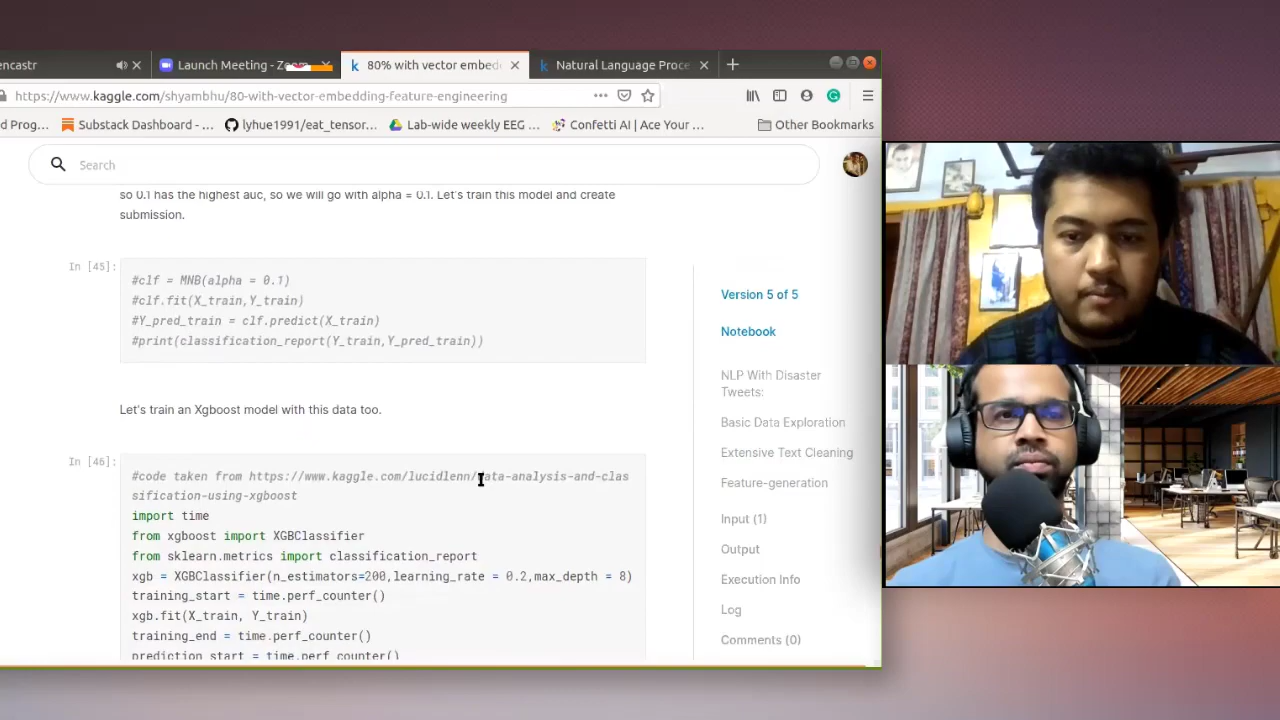 encastr
Launch Meeting - Zoom
80% with vector embed
Natural Language Proce
https://www.kaggle.com/shyambhu/80-with-vector-embedding-feature-engineering
d Prog…
Substack Dashboard - …
lyhue1991/eat_tensor…
Lab-wide weekly EEG …
Confetti AI | Ace Your …
Other Bookmarks
Search
so 0.1 has the highest auc, so we will go with alpha = 0.1. Let's train this model and create
submission.
In [45]:
#clf = MNB(alpha = 0.1)
#clf.fit(X_train,Y_train)
#Y_pred_train = clf.predict(X_train)
#print(classification_report(Y_train,Y_pred_train))
Let's train an Xgboost model with this data too.
In [46]:
#code taken from https://www.kaggle.com/lucidlenn/data-analysis-and-clas
sification-using-xgboost
import time
from xgboost import XGBClassifier
from sklearn.metrics import classification_report
xgb = XGBClassifier(n_estimators=200,learning_rate = 0.2,max_depth = 8)
training_start = time.perf_counter()
xgb.fit(X_train, Y_train)
training_end = time.perf_counter()
prediction_start = time.perf_counter()
Version 5 of 5
Notebook
NLP With Disaster
Tweets:
Basic Data Exploration
Extensive Text Cleaning
Feature-generation
Input (1)
Output
Execution Info
Log
Comments (0)